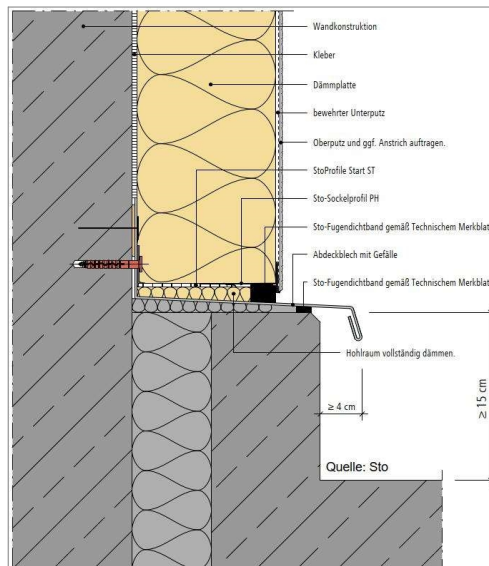 Wandkonstruktion
Kleber
Dämmplatte
bewehrter Unterputz
Oberputz und ggf. Anstrich auftragen.
StoProfile Start ST
Sto-Sockelprofil PH
Sto-Fugendichtband gemäß Technischem Merkblat
Abdeckblech mit Gefälle
Sto-Fugendichtband gemäß Technischem Merkblat
Hohlraum vollständig dämmen.
≥ 4 cm
≥ 15 cm
Quelle: Sto